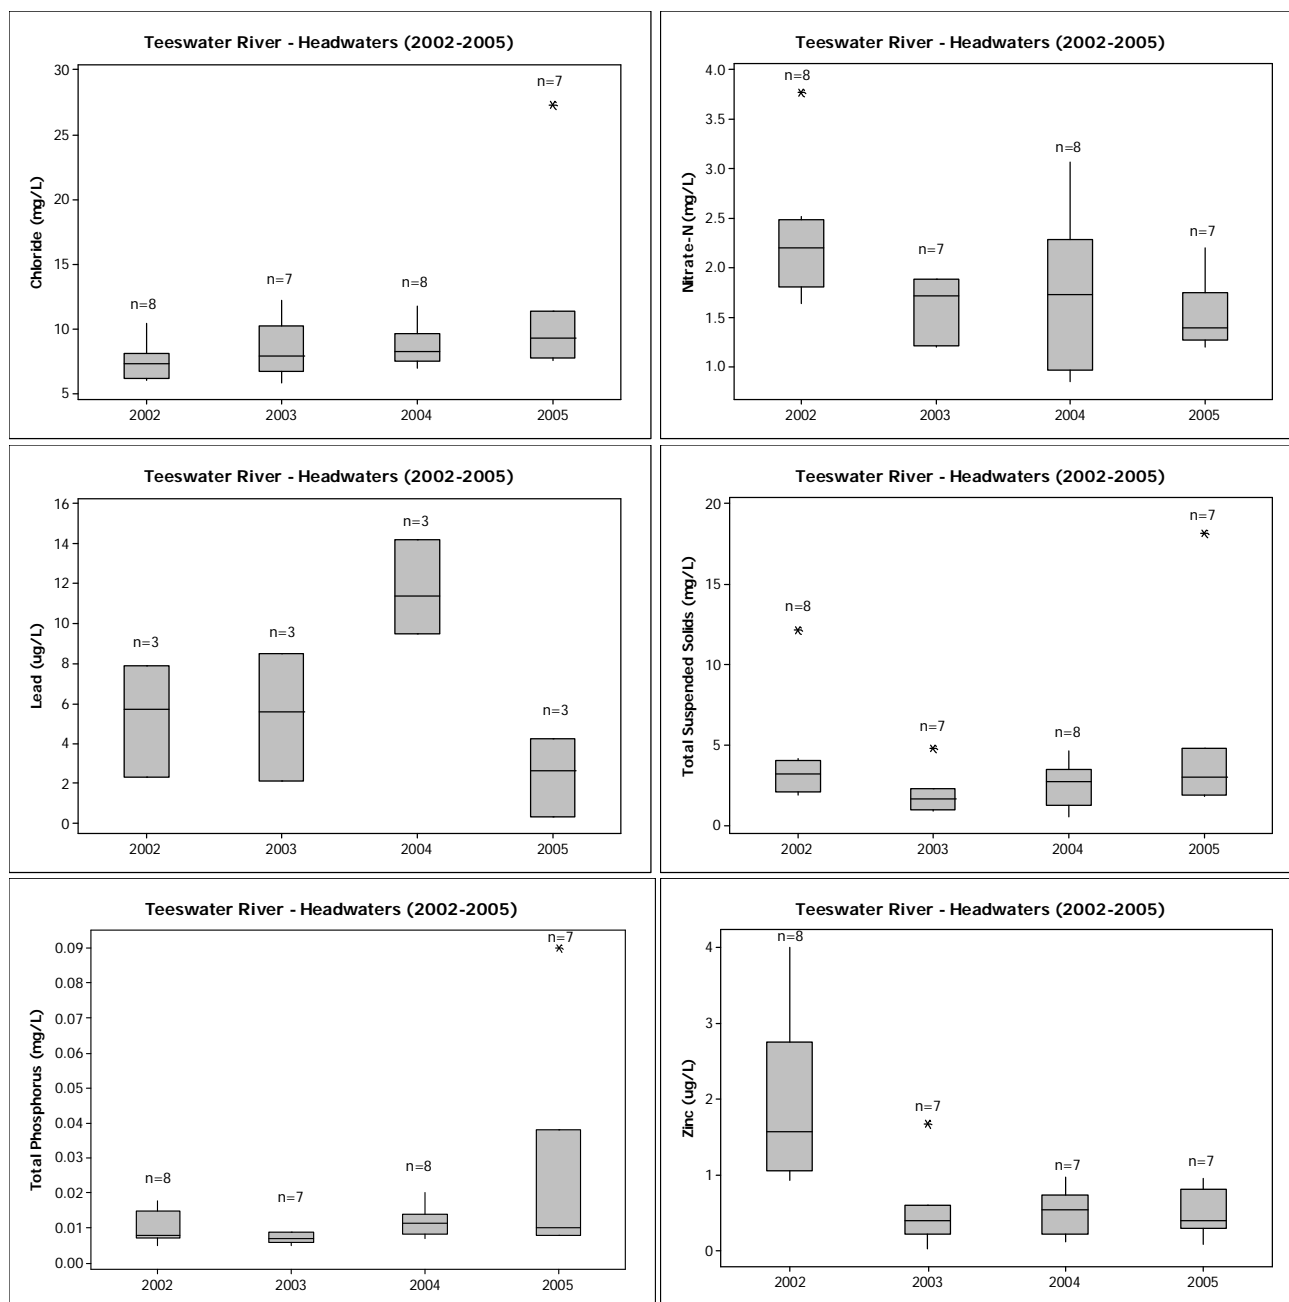 Teeswater River - Headwaters (2002-2005)
Chloride (mg/L)
30
25
20
15
10
5
n=8
n=7
n=8
n=7
2002
2003
2004
2005
Teeswater River - Headwaters (2002-2005)
Nitrate-N (mg/L)
4.0
3.5
3.0
2.5
2.0
1.5
1.0
n=8
n=7
n=8
n=7
2002
2003
2004
2005
Teeswater River - Headwaters (2002-2005)
Lead (ug/L)
16
14
12
10
8
6
4
2
0
n=3
n=3
n=3
n=3
2002
2003
2004
2005
Teeswater River - Headwaters (2002-2005)
Total Suspended Solids (mg/L)
20
15
10
5
0
n=8
n=7
n=8
n=7
2002
2003
2004
2005
Teeswater River - Headwaters (2002-2005)
Total Phosphorus (mg/L)
0.09
0.08
0.07
0.06
0.05
0.04
0.03
0.02
0.01
0.00
n=8
n=7
n=8
n=7
2002
2003
2004
2005
Teeswater River - Headwaters (2002-2005)
Zinc (ug/L)
4
3
2
1
0
n=8
n=7
n=7
n=7
2002
2003
2004
2005